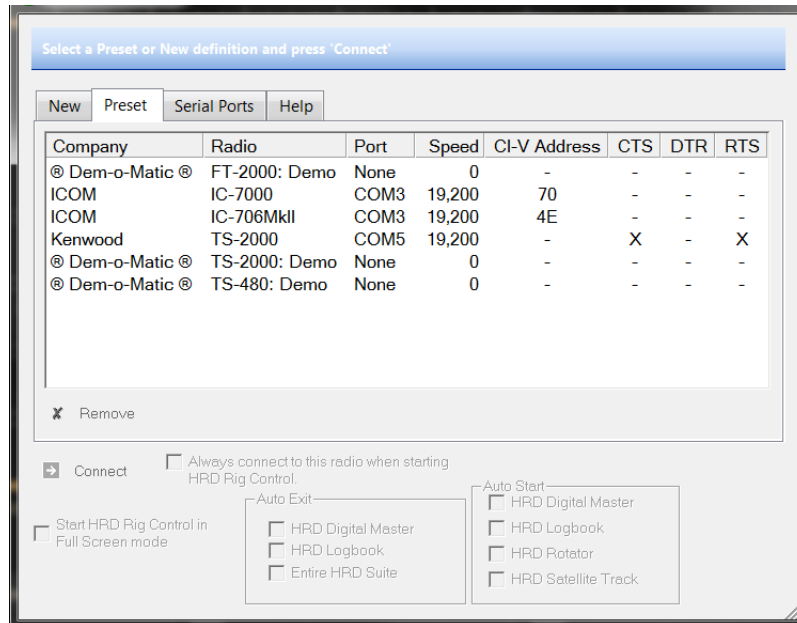 Select a Preset or New definition and press 'Connect'
New Preset Serial Ports Help
Company Radio Port Speed CI-V Address CTS DTR RTS
® Dem-o-Matic ® FT-2000: Demo None 0 - - - -
ICOM IC-7000 COM3 19,200 70 - - -
ICOM IC-706MkII COM3 19,200 4E - - -
Kenwood TS-2000 COM5 19,200 - X - X
® Dem-o-Matic ® TS-2000: Demo None 0 - - - -
® Dem-o-Matic ® TS-480: Demo None 0 - - - -
Remove
Connect
Always connect to this radio when starting
HRD Rig Control.
Start HRD Rig Control in
Full Screen mode
Auto Exit
HRD Digital Master
HRD Logbook
Entire HRD Suite
Auto Start
HRD Digital Master
HRD Logbook
HRD Rotator
HRD Satellite Track